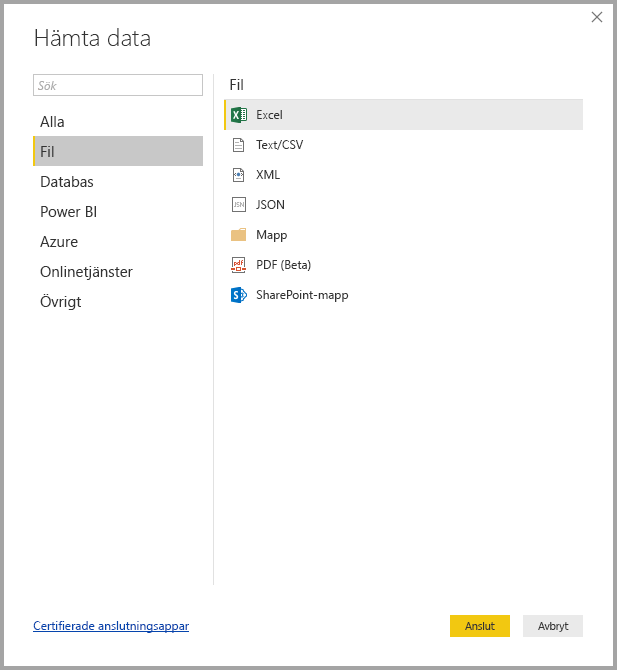 Hämta data
Sök
Alla
Fil
Databas
Power BI
Azure
Onlinetjänster
Övrigt
Fil
Excel
Text/CSV
XML
JSON
Mapp
PDF (Beta)
SharePoint-mapp
Certifierade anslutningsappar
Anslut
Avbryt